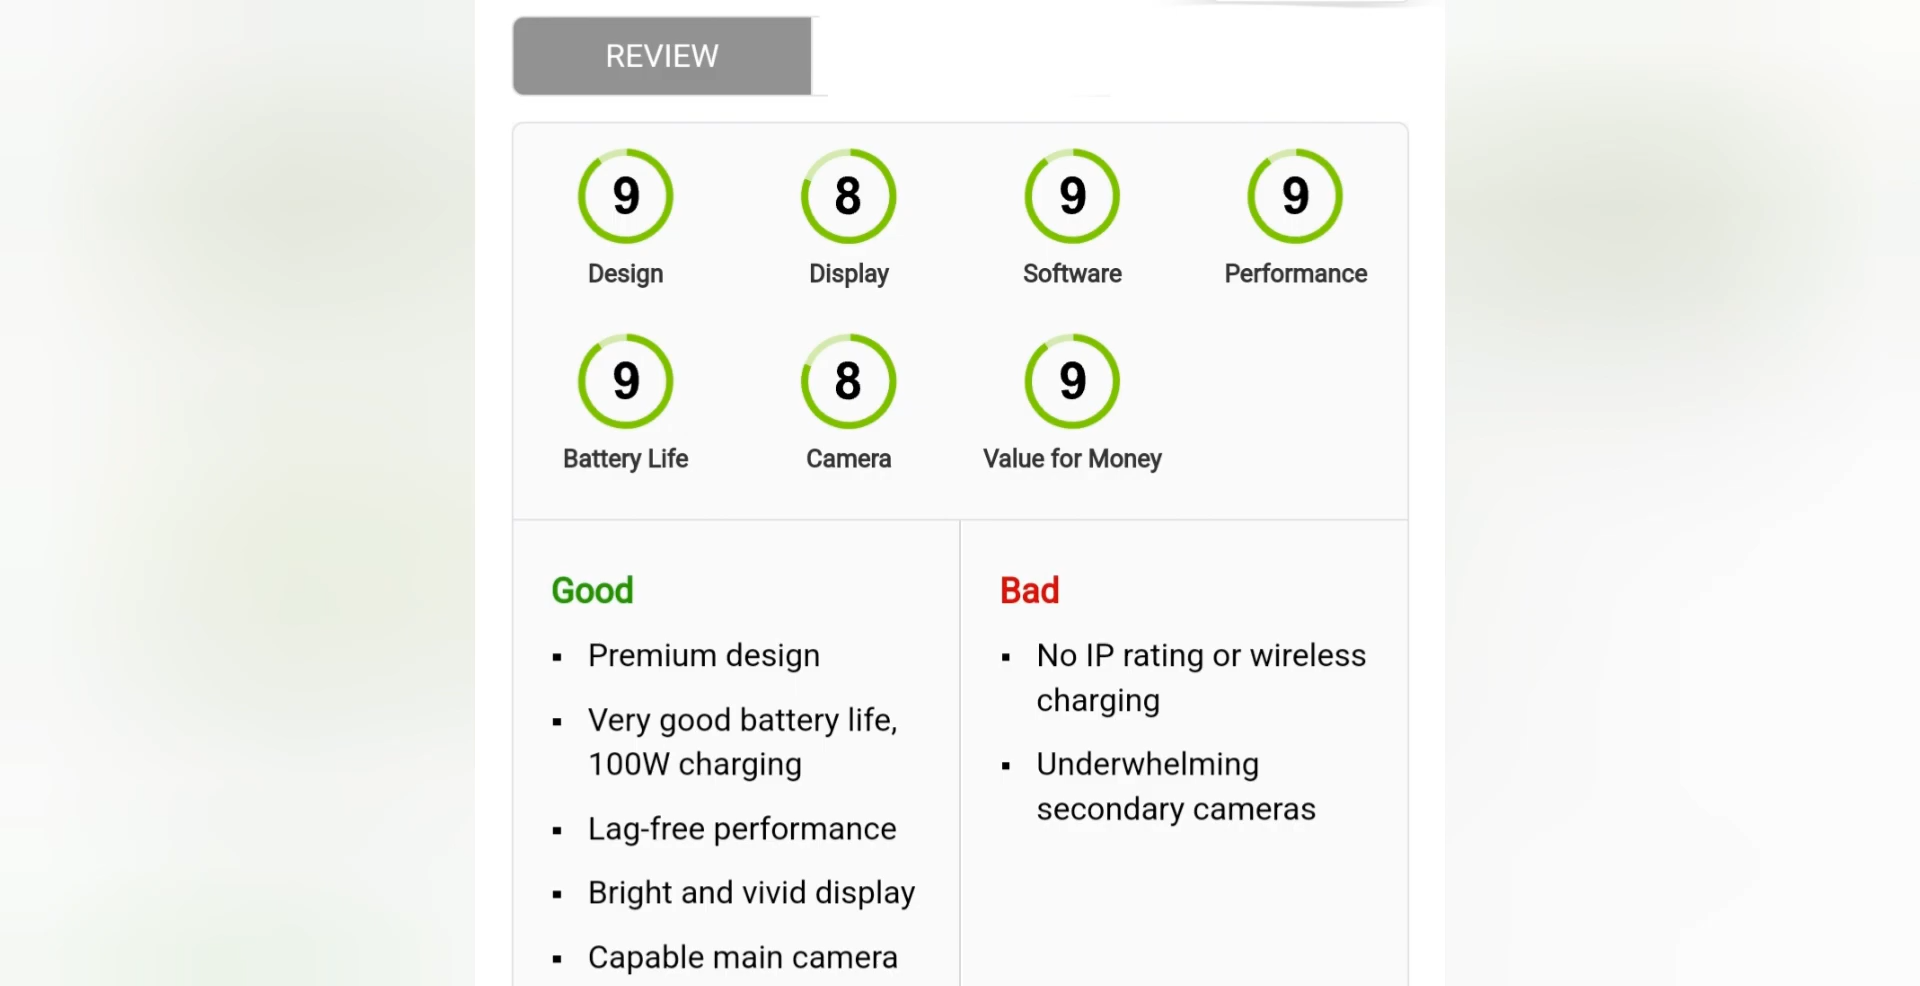 REVIEW
9 8 9 9
Design Display Software Performance
9 8 9
Battery Life Camera Value for Money
Good
▪ Premium design
▪ Very good battery life,
100W charging
▪ Lag-free performance
▪ Bright and vivid display
▪ Capable main camera
Bad
▪ No IP rating or wireless
charging
▪ Underwhelming
secondary cameras